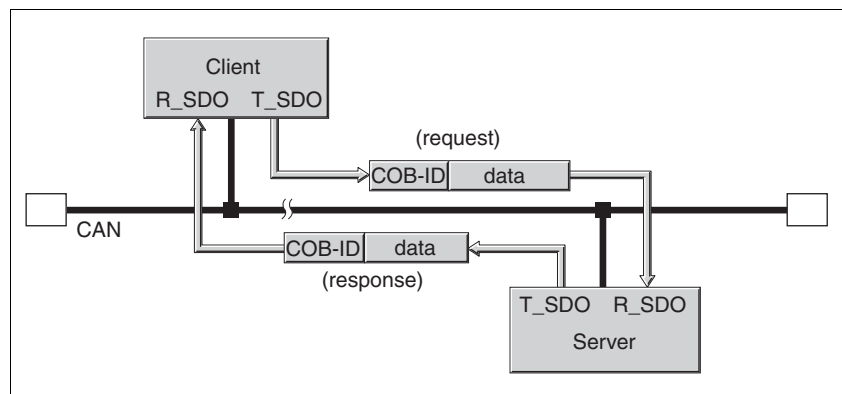 Client
R_SDO T_SDO
(request)
COB-ID data
CAN
COB-ID data
(response)
T_SDO R_SDO
Server